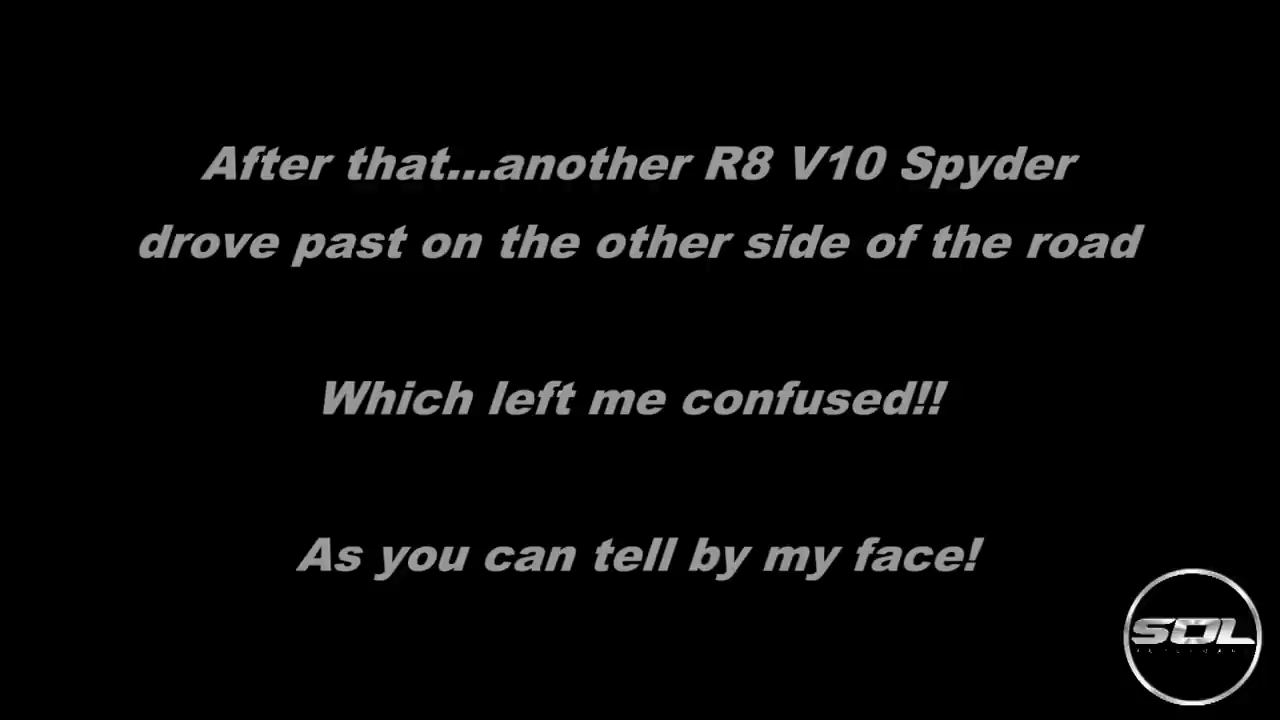 After that...another R8 V10 Spyder
drove past on the other side of the road
Which left me confused!!
As you can tell by my face!
SOL